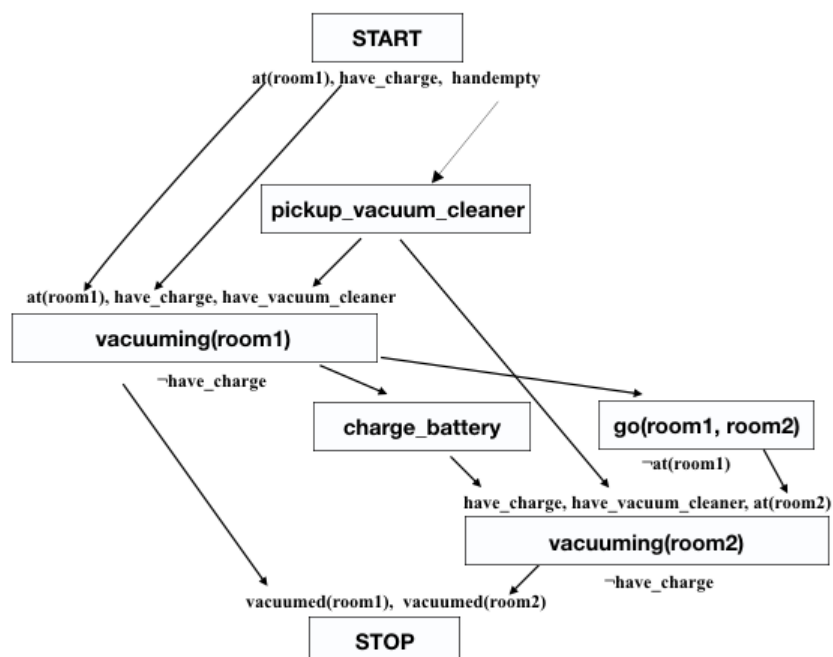 START
at(room1), have_charge, handempty
pickup_vacuum_cleaner
at(room1), have_charge, have_vacuum_cleaner
vacuuming(room1)
¬have_charge
charge_battery
go(room1, room2)
¬at(room1)
have_charge, have_vacuum_cleaner, at(room2)
vacuuming(room2)
¬have_charge
vacuumed(room1), vacuumed(room2)
STOP